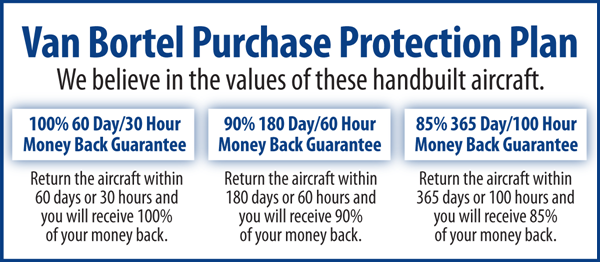 Van Bortel Purchase Protection Plan
We believe in the values of these handbuilt aircraft.
100% 60 Day/30 Hour
Money Back Guarantee
Return the aircraft within
60 days or 30 hours and
you will receive 100%
of your money back.
90% 180 Day/60 Hour
Money Back Guarantee
Return the aircraft within
180 days or 60 hours and
you will receive 90%
of your money back.
85% 365 Day/100 Hour
Money Back Guarantee
Return the aircraft within
365 days or 100 hours and
you will receive 85%
of your money back.